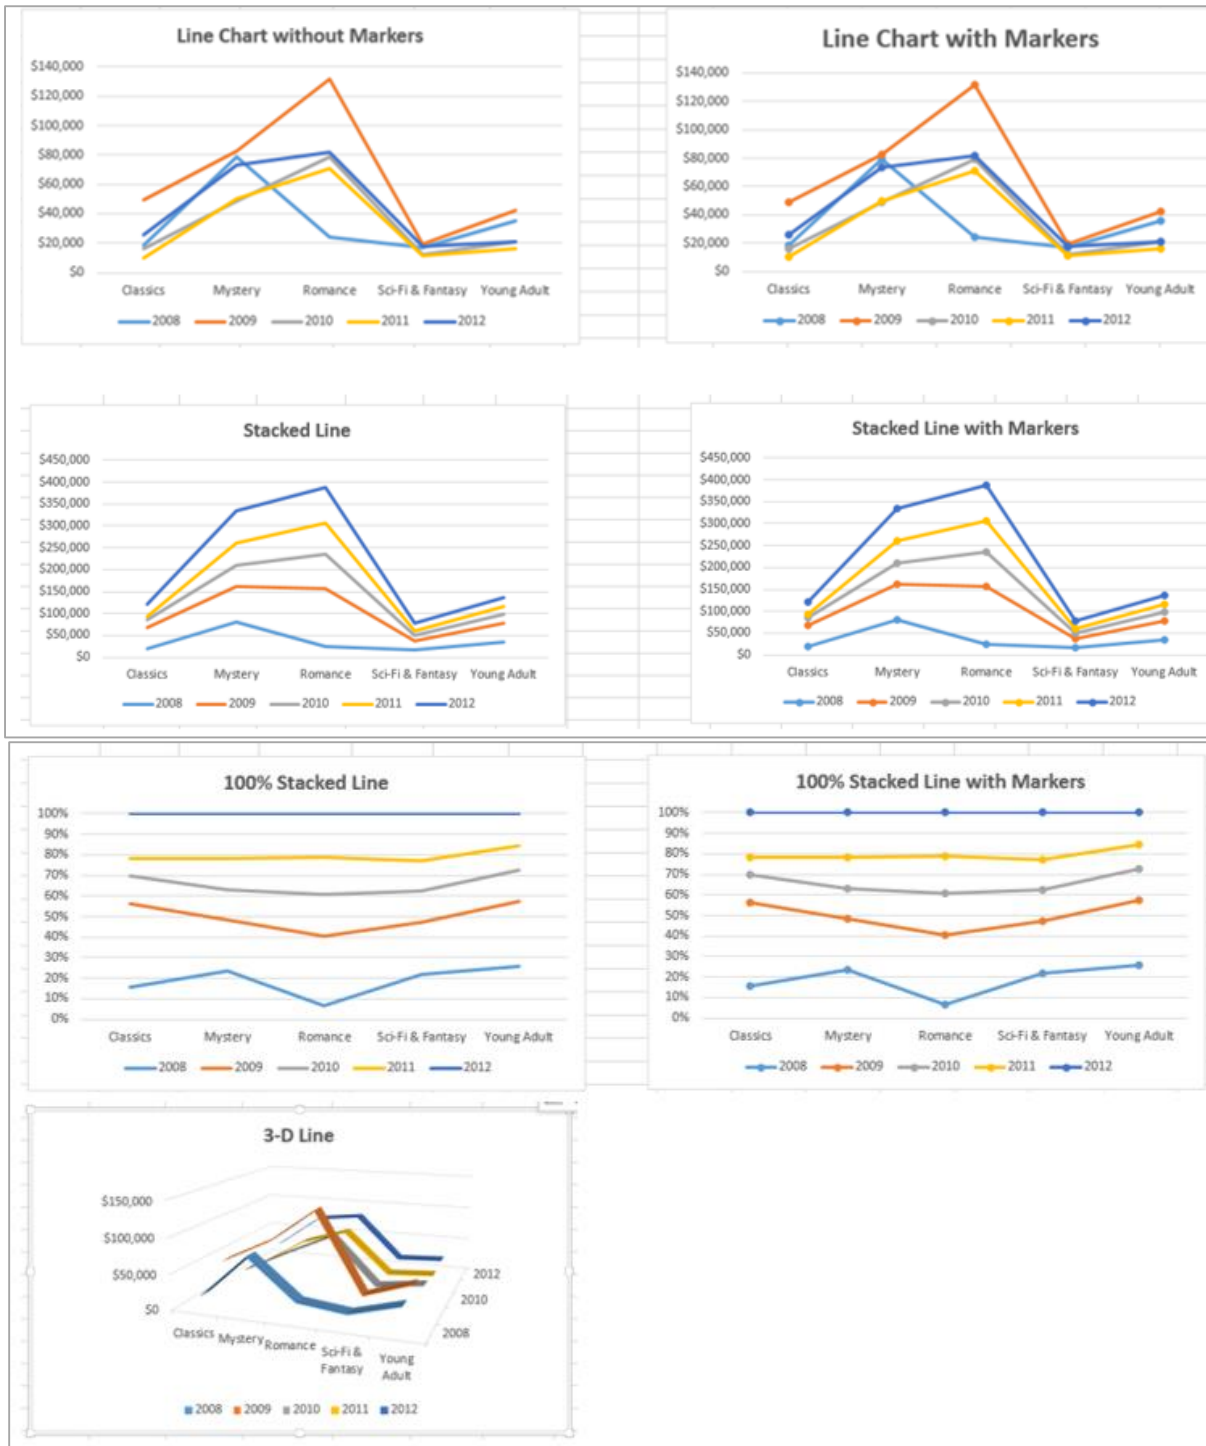 Line Chart without Markers
$140,000
$120,000
$100,000
$80,000
$60,000
$40,000
$20,000
$0
Classics Mystery Romance Sci-Fi & Fantasy Young Adult
2008 2009 2010 2011 2012
Line Chart with Markers
$140,000
$120,000
$100,000
$80,000
$60,000
$40,000
$20,000
$0
Classics Mystery Romance Sci-Fi & Fantasy Young Adult
2008 2009 2010 2011 2012
Stacked Line
$450,000
$400,000
$350,000
$300,000
$250,000
$200,000
$150,000
$100,000
$50,000
$0
Classics Mystery Romance Sci-Fi & Fantasy Young Adult
2008 2009 2010 2011 2012
Stacked Line with Markers
$450,000
$400,000
$350,000
$300,000
$250,000
$200,000
$150,000
$100,000
$50,000
$0
Classics Mystery Romance Sci-Fi & Fantasy Young Adult
2008 2009 2010 2011 2012
100% Stacked Line
100%
90%
80%
70%
60%
50%
40%
30%
20%
10%
0%
Classics Mystery Romance Sci-Fi & Fantasy Young Adult
2008 2009 2010 2011 2012
100% Stacked Line with Markers
100%
90%
80%
70%
60%
50%
40%
30%
20%
10%
0%
Classics Mystery Romance Sci-Fi & Fantasy Young Adult
2008 2009 2010 2011 2012
3-D Line
$150,000
$100,000
$50,000
$0
2012
2010
2008
Classics Mystery Romance Sci-Fi & Young
Fantasy Adult
2008 2009 2010 2011 2012